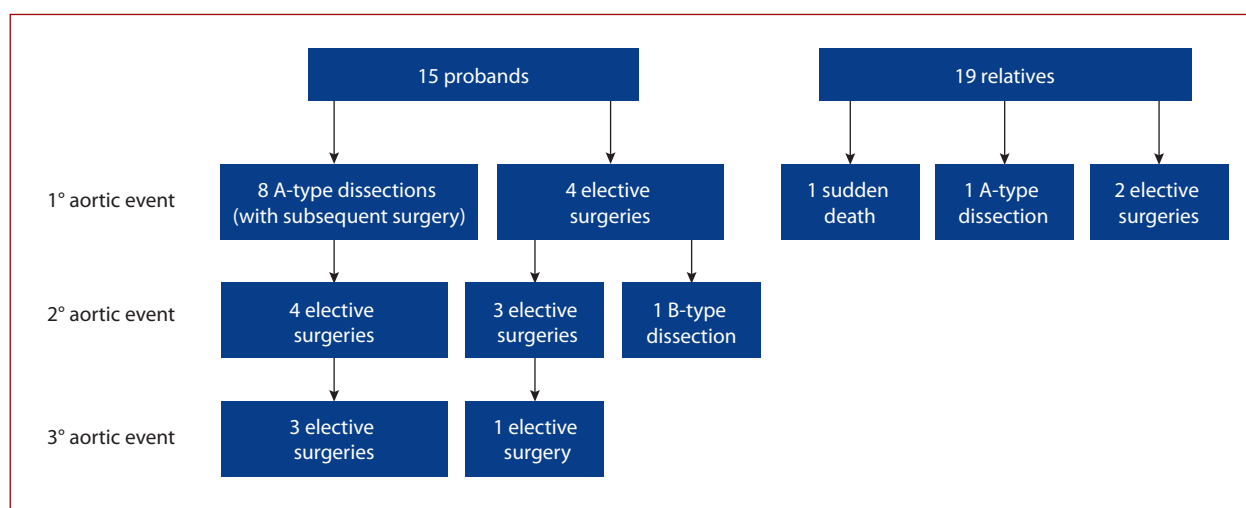 15 probands
19 relatives
1° aortic event
8 A-type dissections
(with subsequent surgery)
4 elective
surgeries
1 sudden
death
1 A-type
dissection
2 elective
surgeries
2° aortic event
4 elective
surgeries
3 elective
surgeries
1 B-type
dissection
3° aortic event
3 elective
surgeries
1 elective
surgery